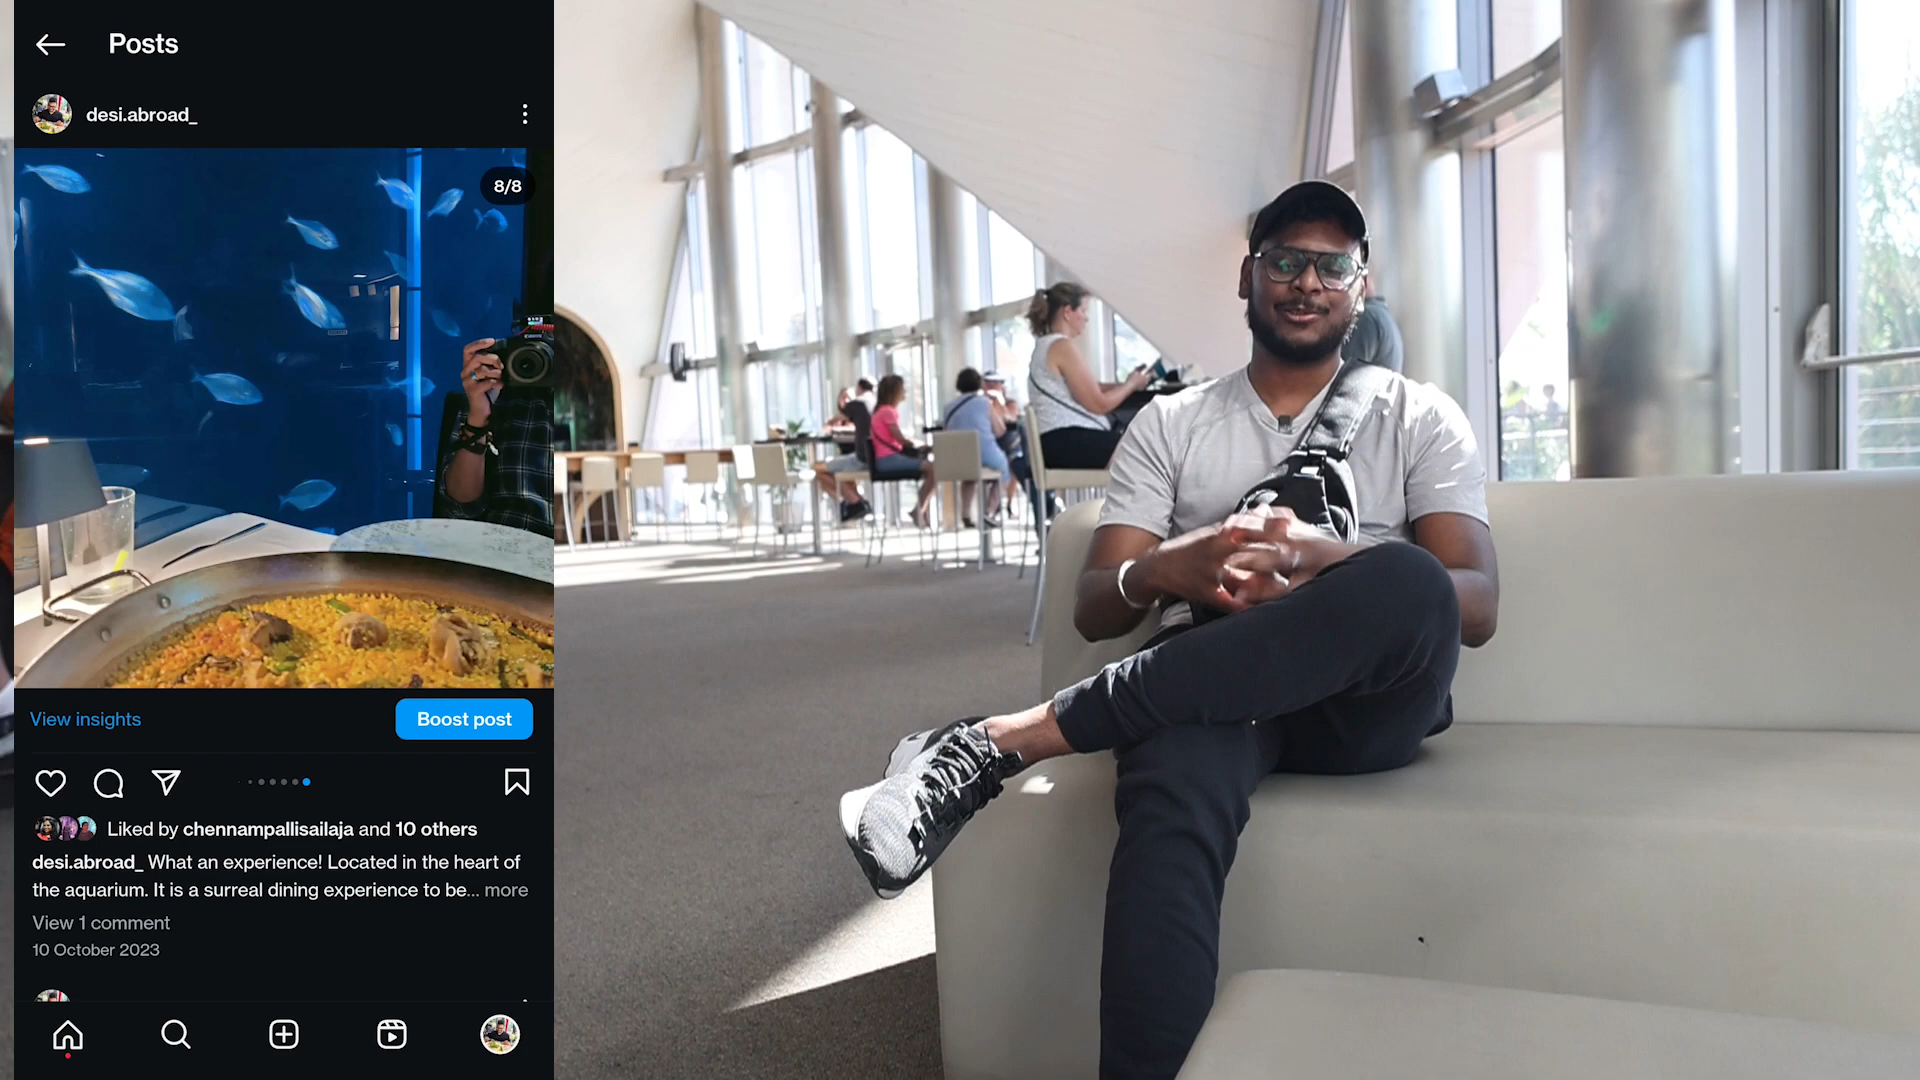 Posts
desi.abroad_
8/8
View insights
Boost post
Liked by chennampallisailaja and 10 others
desi.abroad_ What an experience! Located in the heart of
the aquarium. It is a surreal dining experience to be... more
View 1 comment
10 October 2023